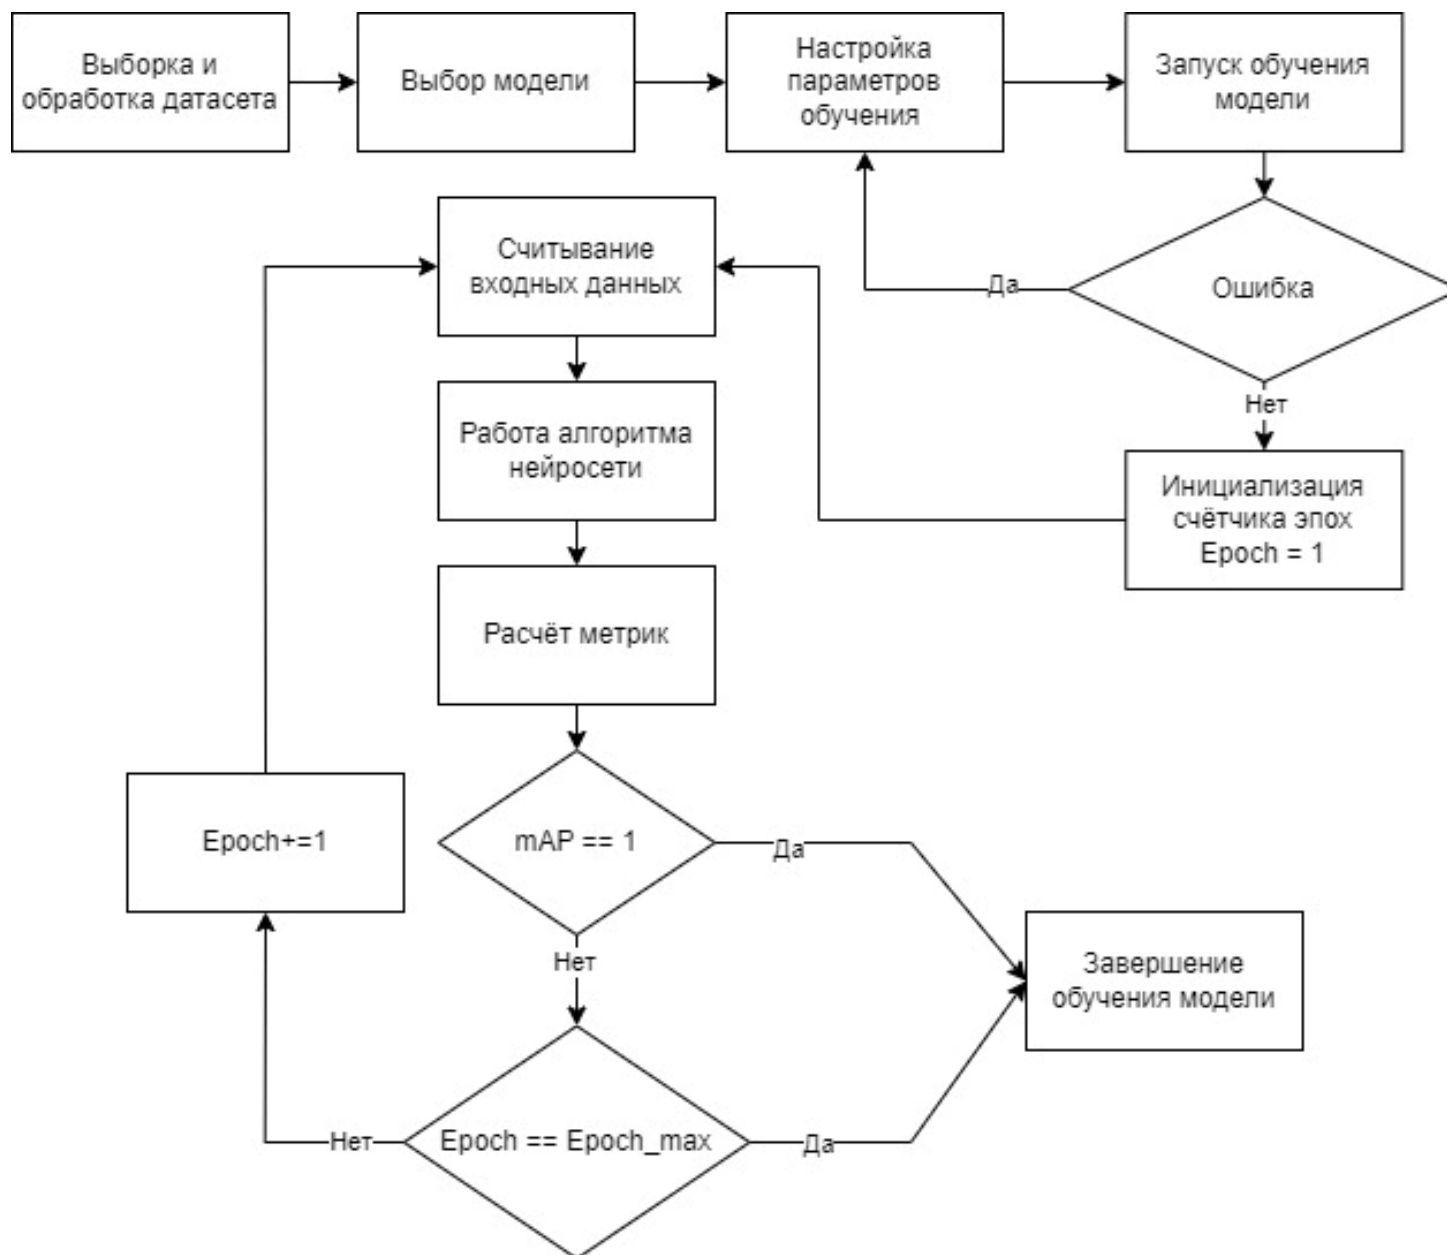 Выборка и
обработка датасета
Выбор модели
Настройка
параметров
обучения
Запуск обучения
модели
Ошибка
Да
Нет
Инициализация
счётчика эпох
Epoch = 1
Считывание
входных данных
Работа алгоритма
нейросети
Расчёт метрик
mAP == 1
Да
Нет
Epoch+=1
Завершение
обучения модели
Epoch == Epoch_max
Нет
Да